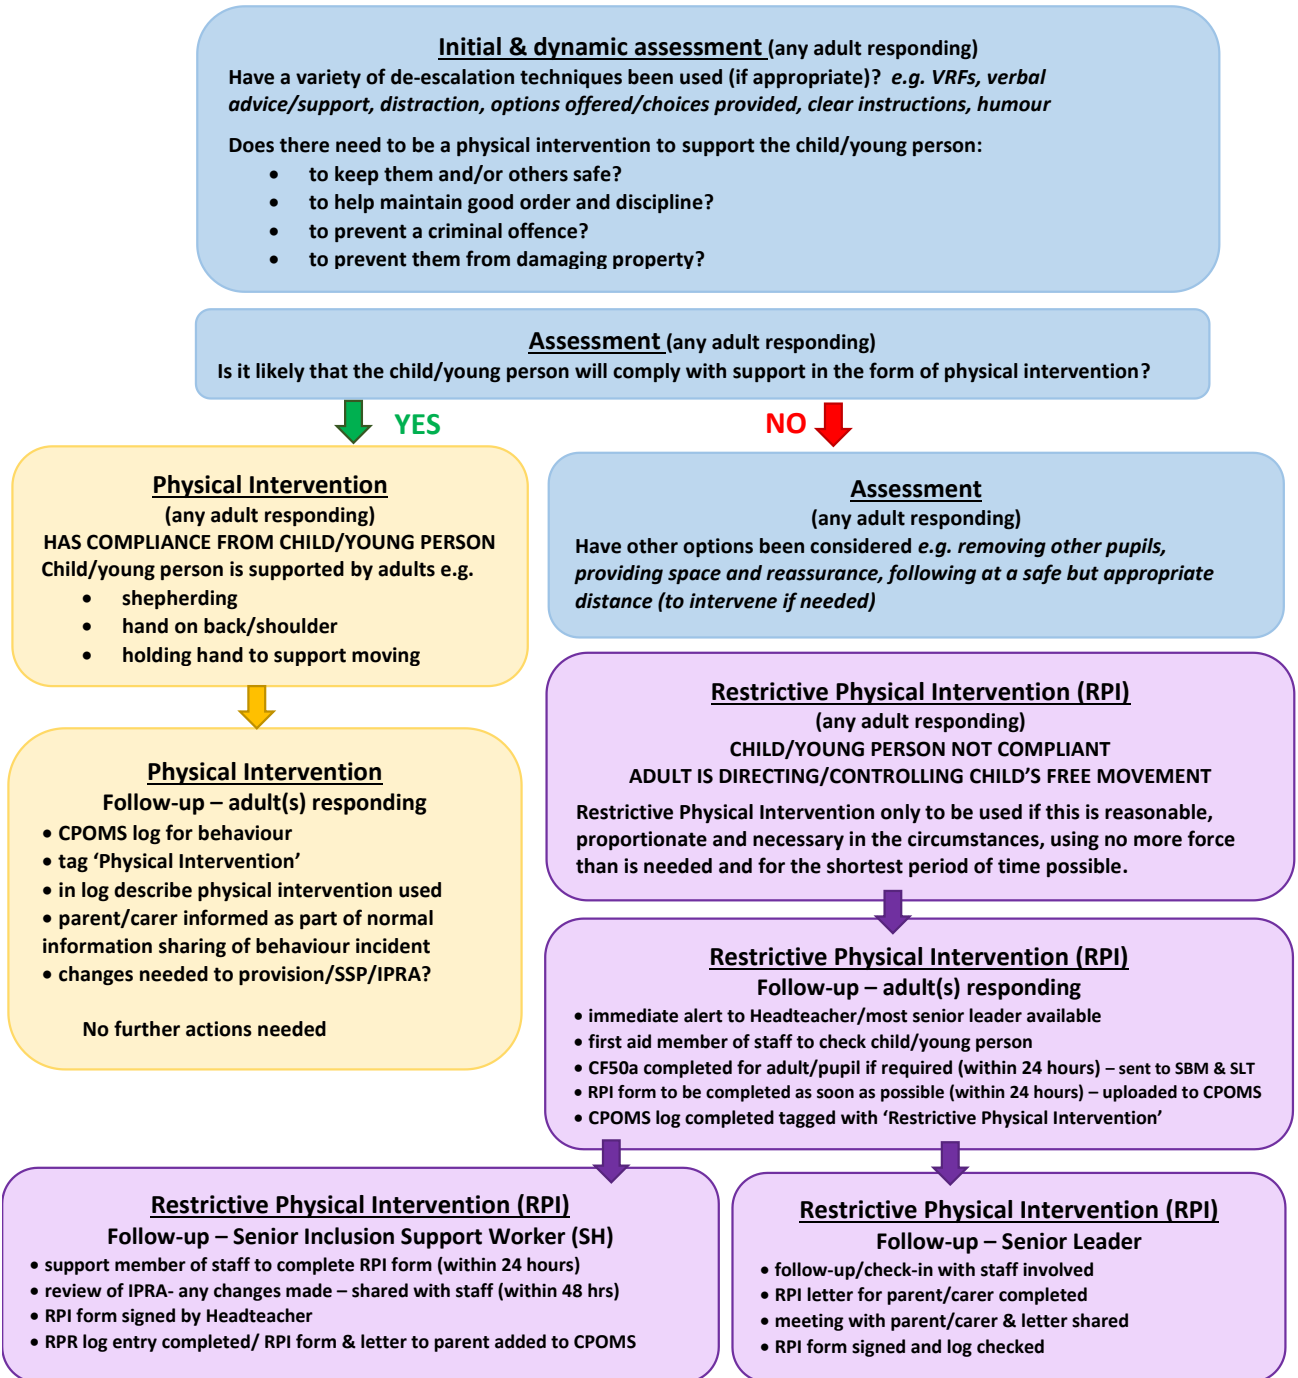 Initial & dynamic assessment (any adult responding)
Have a variety of de-escalation techniques been used (if appropriate)? e.g. VRFs, verbal
advice/support, distraction, options offered/choices provided, clear instructions, humour
Does there need to be a physical intervention to support the child/young person:
• to keep them and/or others safe?
• to help maintain good order and discipline?
• to prevent a criminal offence?
• to prevent them from damaging property?
Assessment (any adult responding)
Is it likely that the child/young person will comply with support in the form of physical intervention?
YES
NO
Physical Intervention
(any adult responding)
HAS COMPLIANCE FROM CHILD/YOUNG PERSON
Child/young person is supported by adults e.g.
• shepherding
• hand on back/shoulder
• holding hand to support moving
Assessment
(any adult responding)
Have other options been considered e.g. removing other pupils,
providing space and reassurance, following at a safe but appropriate
distance (to intervene if needed)
Physical Intervention
Follow-up – adult(s) responding
• CPOMS log for behaviour
• tag ‘Physical Intervention’
• in log describe physical intervention used
• parent/carer informed as part of normal
information sharing of behaviour incident
• changes needed to provision/SSP/IPRA?
No further actions needed
Restrictive Physical Intervention (RPI)
(any adult responding)
CHILD/YOUNG PERSON NOT COMPLIANT
ADULT IS DIRECTING/CONTROLLING CHILD’S FREE MOVEMENT
Restrictive Physical Intervention only to be used if this is reasonable,
proportionate and necessary in the circumstances, using no more force
than is needed and for the shortest period of time possible.
Restrictive Physical Intervention (RPI)
Follow-up – adult(s) responding
• immediate alert to Headteacher/most senior leader available
• first aid member of staff to check child/young person
• CF50a completed for adult/pupil if required (within 24 hours) – sent to SBM & SLT
• RPI form to be completed as soon as possible (within 24 hours) – uploaded to CPOMS
• CPOMS log completed tagged with ‘Restrictive Physical Intervention’
Restrictive Physical Intervention (RPI)
Follow-up – Senior Inclusion Support Worker (SH)
• support member of staff to complete RPI form (within 24 hours)
• review of IPRA- any changes made – shared with staff (within 48 hrs)
• RPI form signed by Headteacher
• RPR log entry completed/ RPI form & letter to parent added to CPOMS
Restrictive Physical Intervention (RPI)
Follow-up – Senior Leader
• follow-up/check-in with staff involved
• RPI letter for parent/carer completed
• meeting with parent/carer & letter shared
• RPI form signed and log checked